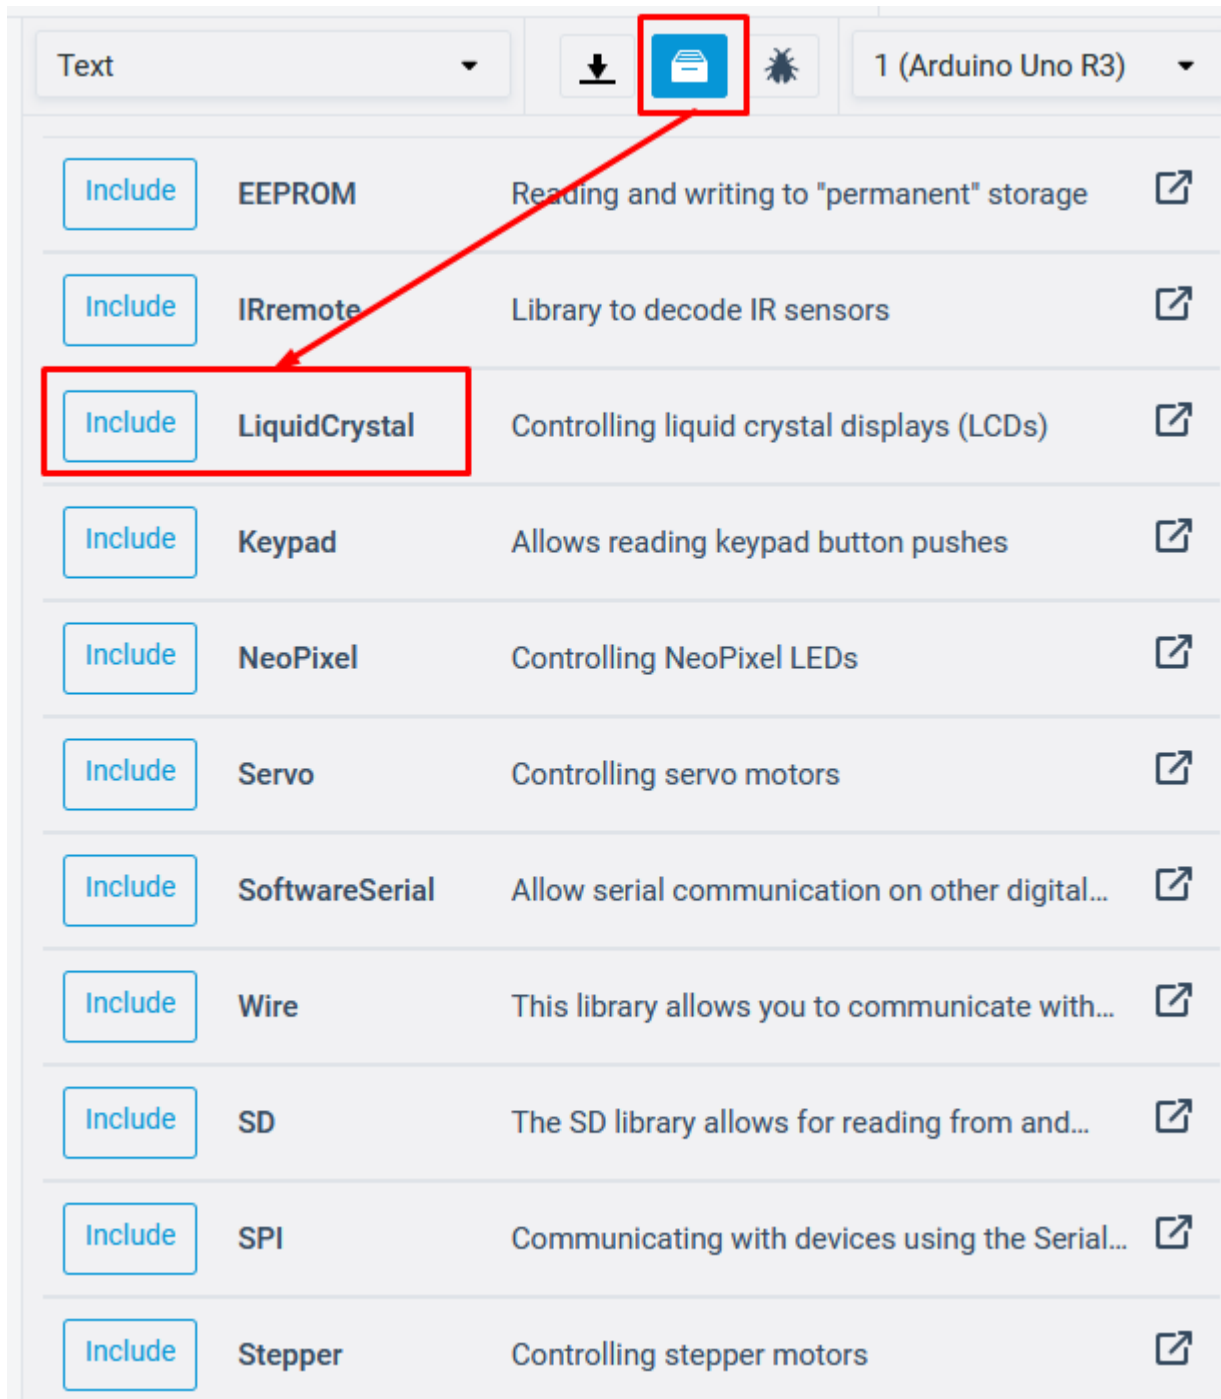 Text 1 (Arduino Uno R3)
Include EEPROM Reading and writing to "permanent" storage
Include IRremote Library to decode IR sensors
Include LiquidCrystal Controlling liquid crystal displays (LCDs)
Include Keypad Allows reading keypad button pushes
Include NeoPixel Controlling NeoPixel LEDs
Include Servo Controlling servo motors
Include SoftwareSerial Allow serial communication on other digital...
Include Wire This library allows you to communicate with...
Include SD The SD library allows for reading from and...
Include SPI Communicating with devices using the Serial...
Include Stepper Controlling stepper motors